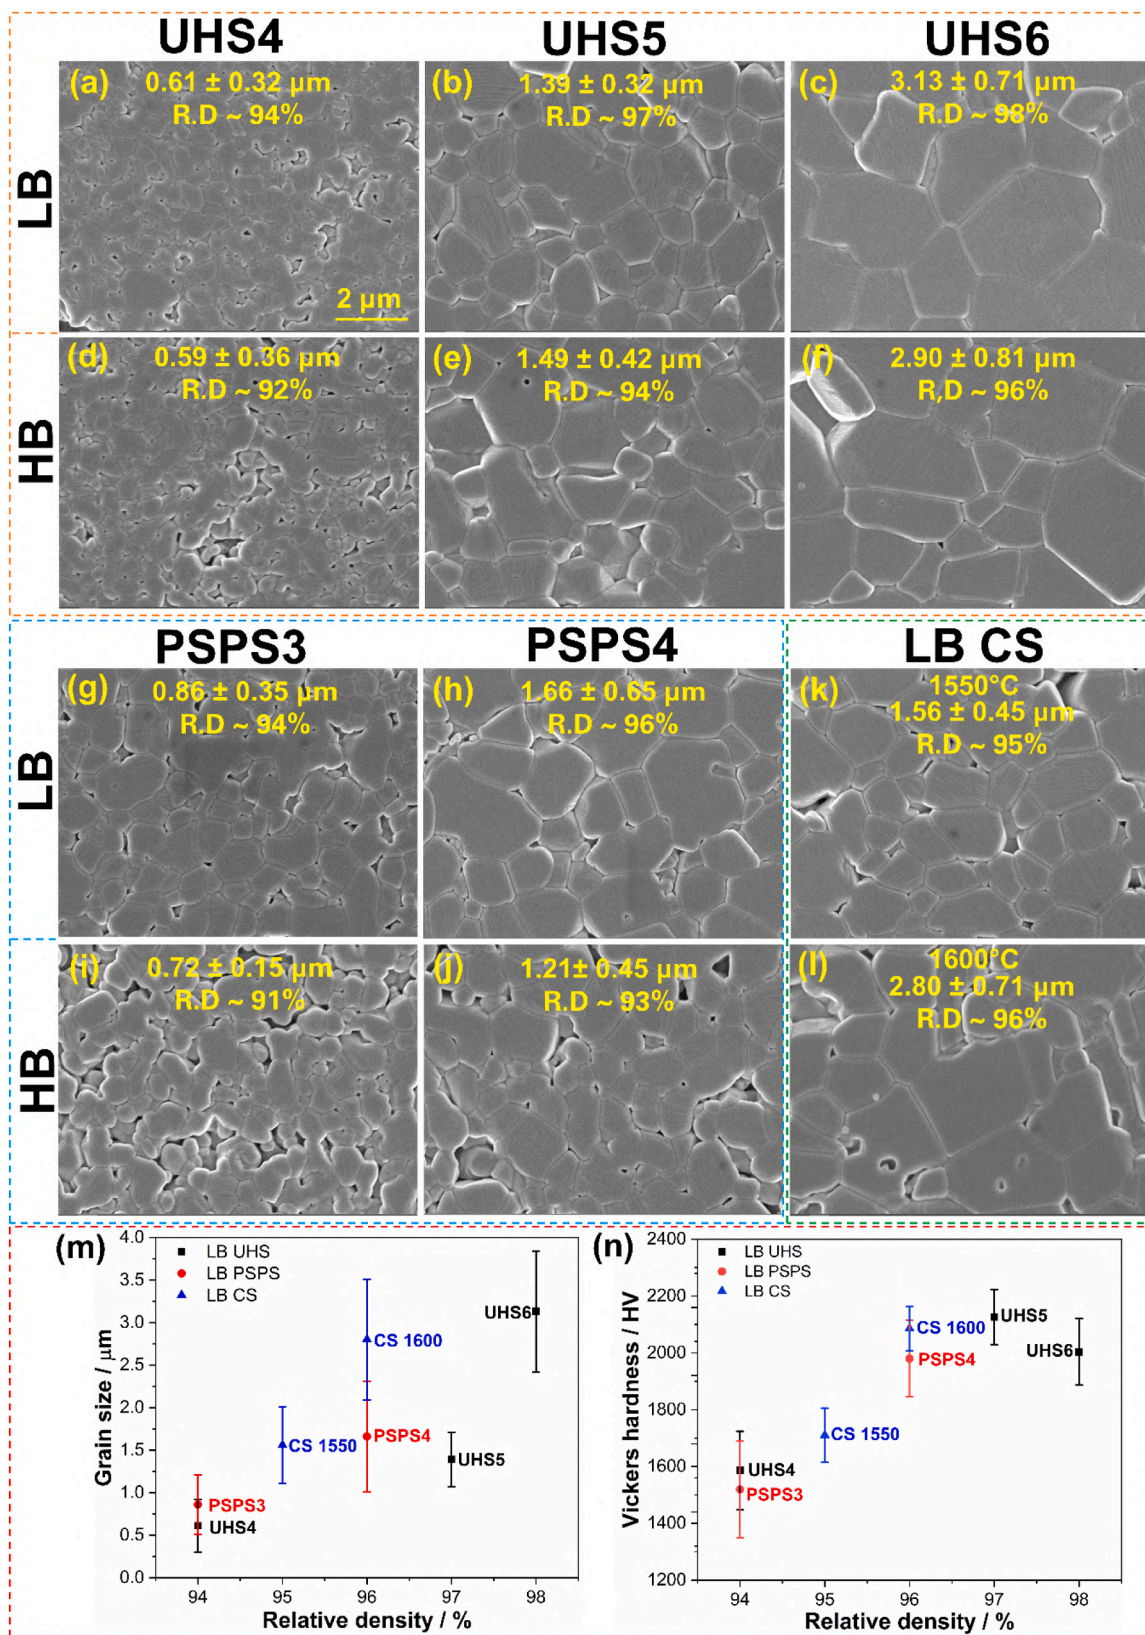 UHS4 UHS5 UHS6
LB
(a) 0.61 ± 0.32 µm
R.D ~ 94%
2 µm
(b) 1.39 ± 0.32 µm
R.D ~ 97%
(c) 3.13 ± 0.71 µm
R.D ~ 98%
HB
(d) 0.59 ± 0.36 µm
R.D ~ 92%
(e) 1.49 ± 0.42 µm
R.D ~ 94%
(f) 2.90 ± 0.81 µm
R,D ~ 96%
PSPS3 PSPS4 LB CS
LB
(g) 0.86 ± 0.35 µm
R.D ~ 94%
(h) 1.66 ± 0.65 µm
R.D ~ 96%
(k) 1550°C
1.56 ± 0.45 µm
R.D ~ 95%
HB
(i) 0.72 ± 0.15 µm
R.D ~ 91%
(j) 1.21± 0.45 µm
R.D ~ 93%
(l) 1600°C
2.80 ± 0.71 µm
R.D ~ 96%
(m)
LB UHS
LB PSPS
LB CS
4.0
3.5
3.0
2.5
2.0
1.5
1.0
0.5
0.0
Grain size / µm
UHS6
CS 1600
PSPS4
CS 1550
UHS5
PSPS3
UHS4
94 95 96 97 98
Relative density / %
(n)
LB UHS
LB PSPS
LB CS
2400
2200
2000
1800
1600
1400
1200
Vickers hardness / HV
UHS5
CS 1600
UHS6
PSPS4
CS 1550
UHS4
PSPS3
94 95 96 97 98
Relative density / %